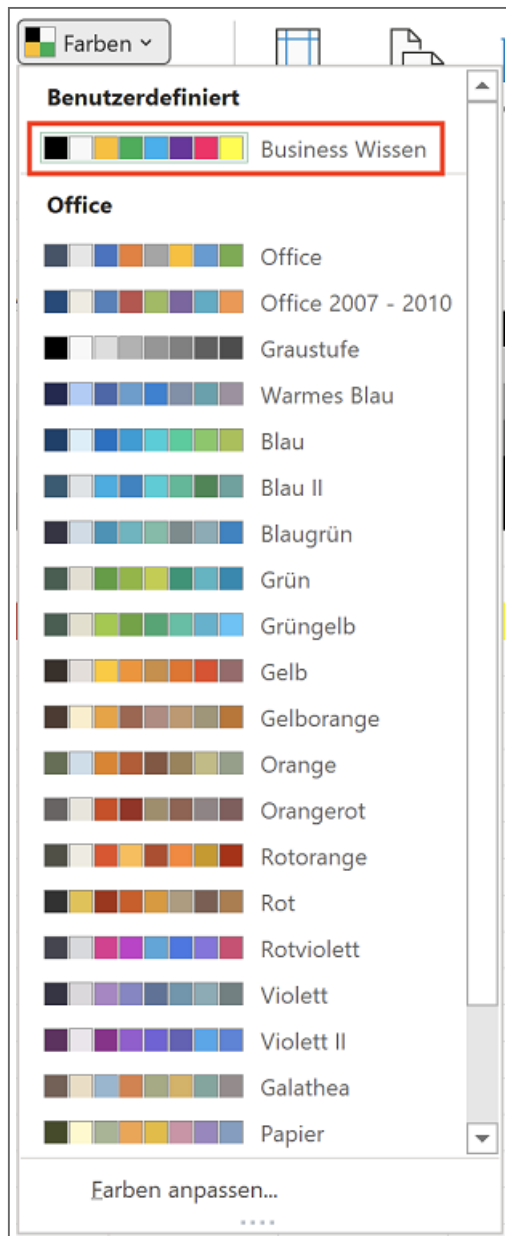 Farben
Benutzerdefiniert
Business Wissen
Office
Office
Office 2007 - 2010
Graustufe
Warmes Blau
Blau
Blau II
Blaugrün
Grün
Grüngelb
Gelb
Gelborange
Orange
Orangerot
Rotorange
Rot
Rotviolett
Violett
Violett II
Galathea
Papier
Farben anpassen...